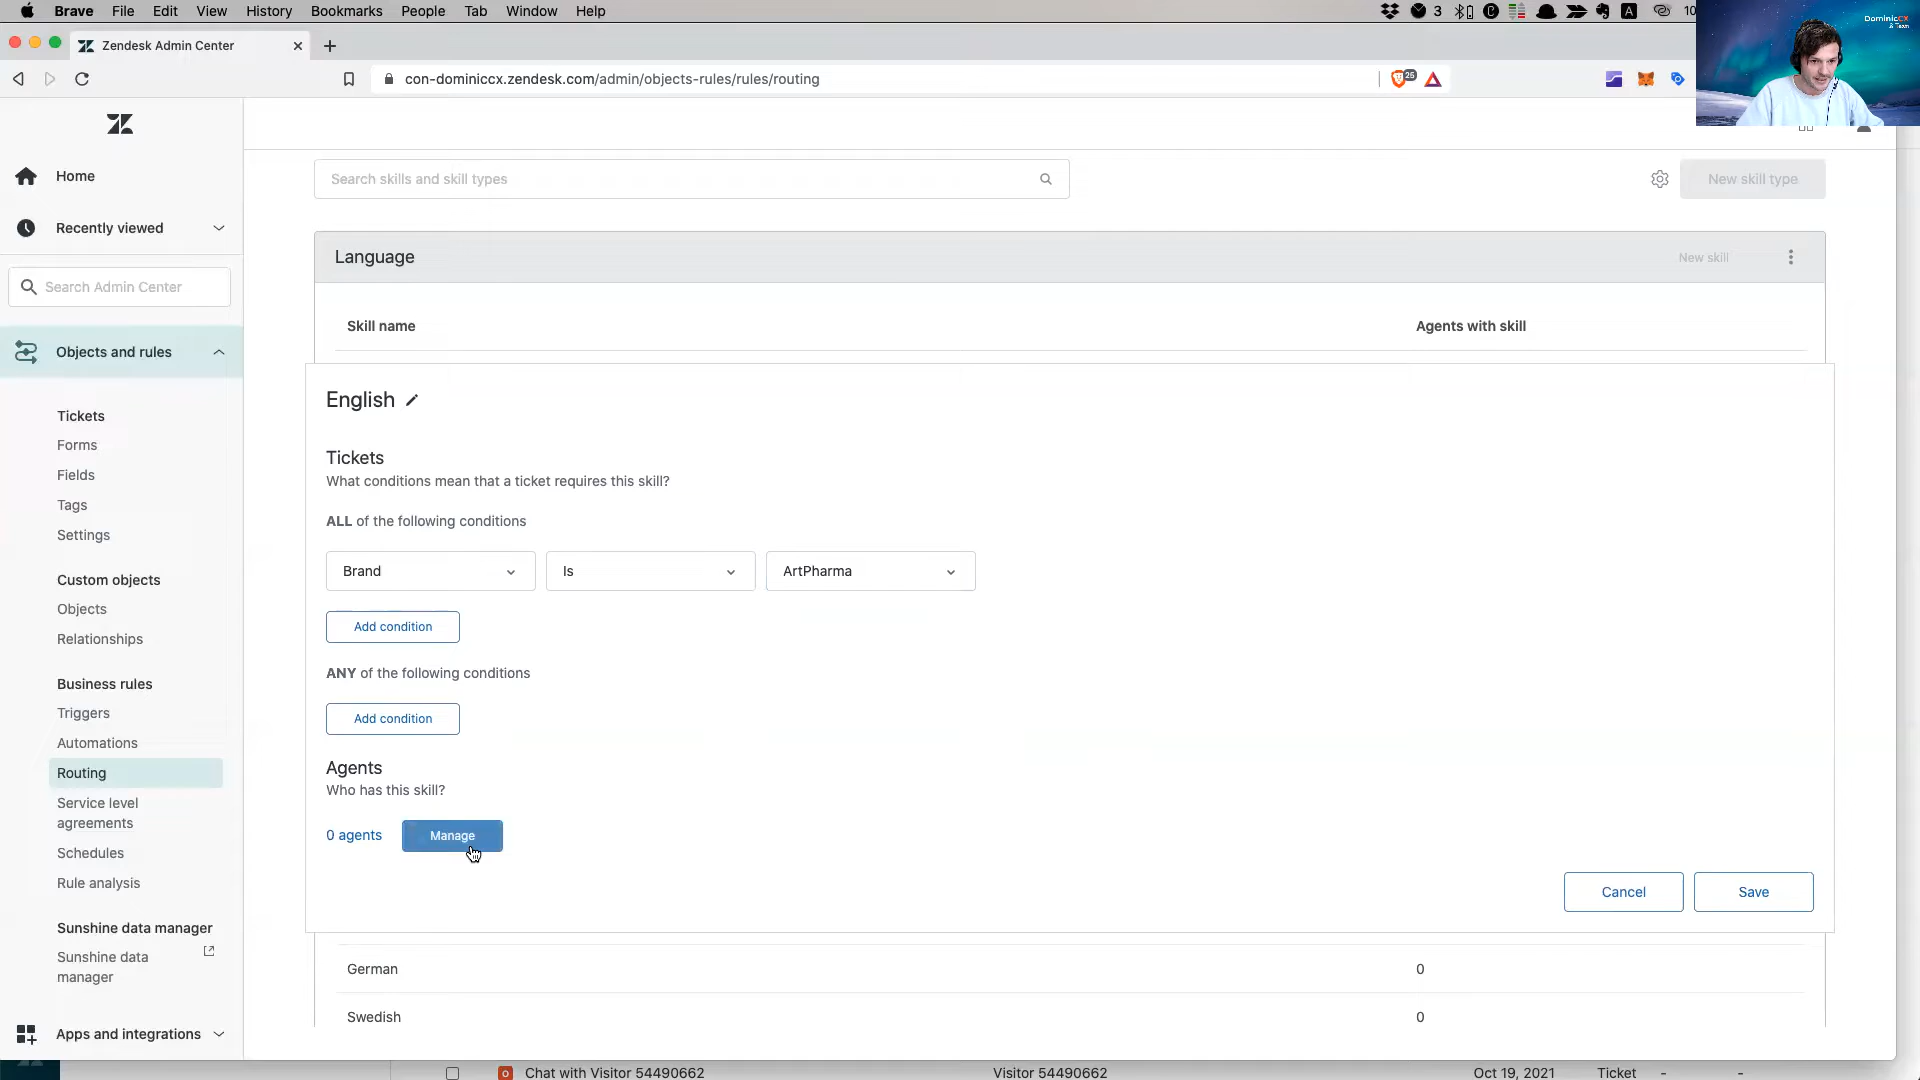 Brave File Edit View History Bookmarks People Tab Window Help
3
10
DominicCX
& Team
Zendesk Admin Center
con-dominiccx.zendesk.com/admin/objects-rules/rules/routing
25
Home
Recently viewed
Search Admin Center
Objects and rules
Tickets
Forms
Fields
Tags
Settings
Custom objects
Objects
Relationships
Business rules
Triggers
Automations
Routing
Service level
agreements
Schedules
Rule analysis
Sunshine data manager
Sunshine data
manager
Apps and integrations
Search skills and skill types
New skill type
Language
New skill
Skill name
Agents with skill
English
Tickets
What conditions mean that a ticket requires this skill?
ALL of the following conditions
Brand
Is
ArtPharma
Add condition
ANY of the following conditions
Add condition
Agents
Who has this skill?
0 agents
Manage
Cancel
Save
German
0
Swedish
0
Chat with Visitor 54490662
Visitor 54490662
Oct 19, 2021
Ticket
-
-